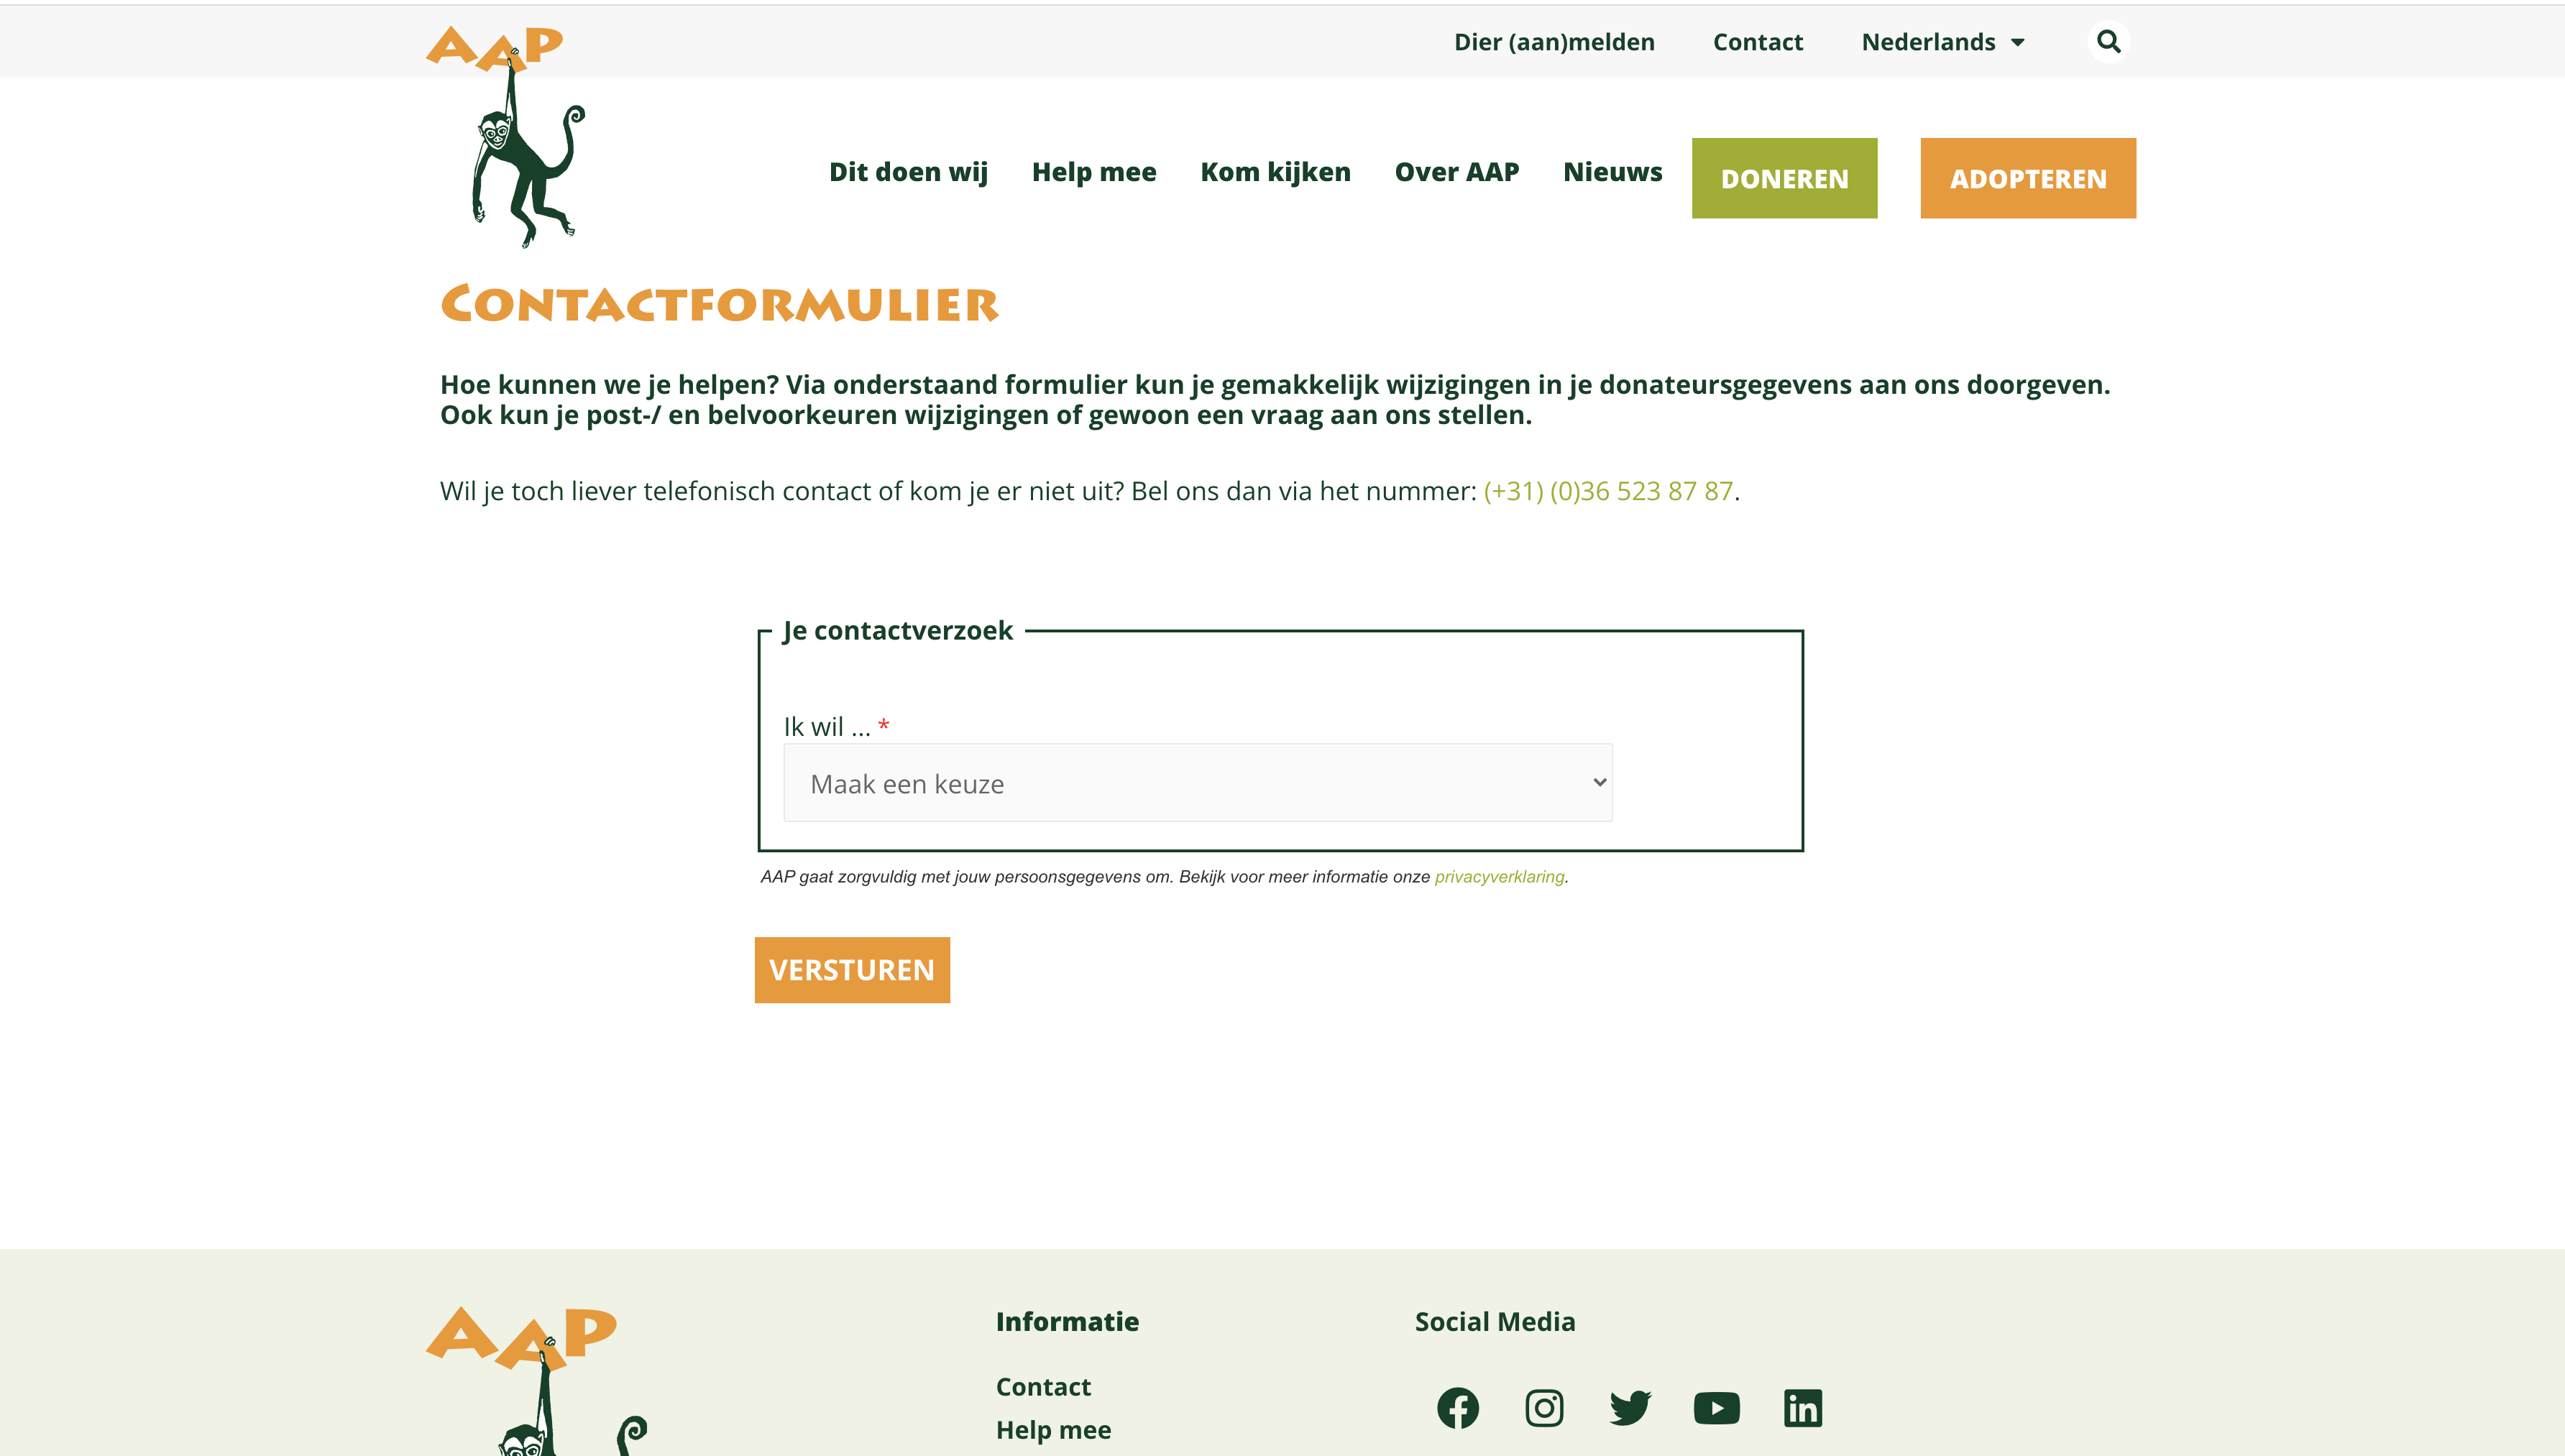 AAP
Dier (aan)melden
Contact
Nederlands
Dit doen wij
Help mee
Kom kijken
Over AAP
Nieuws
DONEREN
ADOPTEREN
Contactformulier
Hoe kunnen we je helpen? Via onderstaand formulier kun je gemakkelijk wijzigingen in je donateursgegevens aan ons doorgeven.
Ook kun je post-/ en belvoorkeuren wijzigingen of gewoon een vraag aan ons stellen.
Wil je toch liever telefonisch contact of kom je er niet uit? Bel ons dan via het nummer: (+31) (0)36 523 87 87.
Je contactverzoek
Ik wil ... *
Maak een keuze
AAP gaat zorgvuldig met jouw persoonsgegevens om. Bekijk voor meer informatie onze privacyverklaring.
VERSTUREN
AAP
Informatie
Contact
Help mee
Social Media